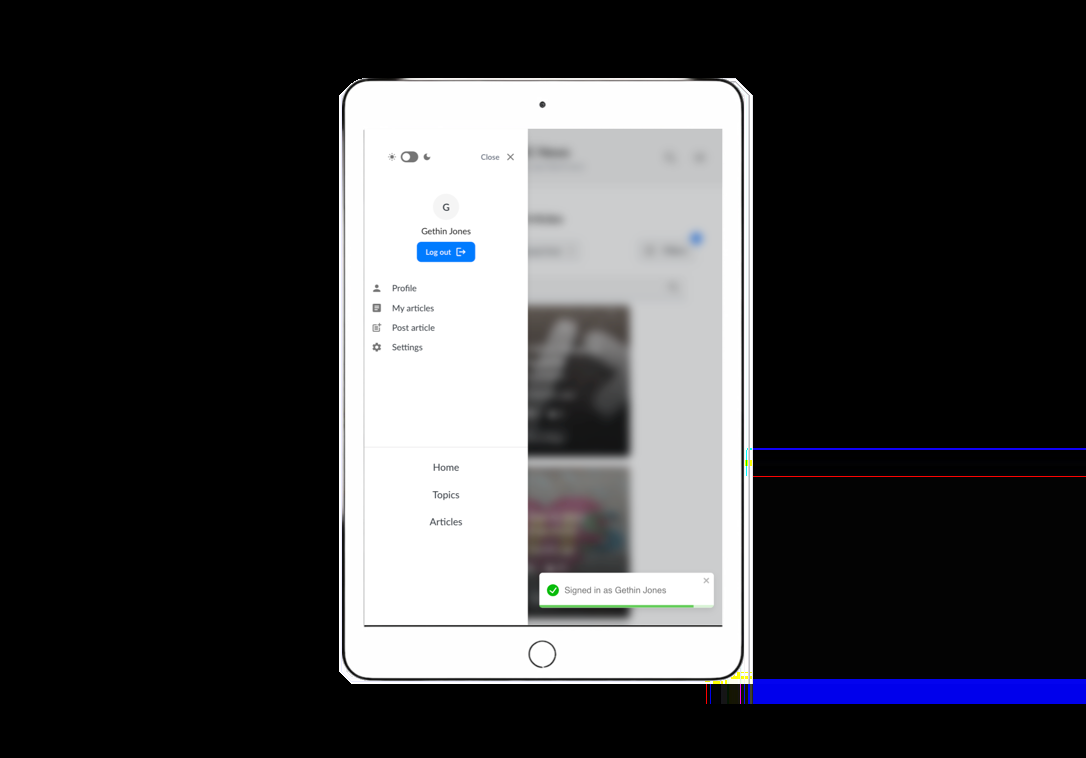 Close
G
Gethin Jones
Log out
Profile
My articles
Post article
Settings
Home
Topics
Articles
Signed in as Gethin Jones